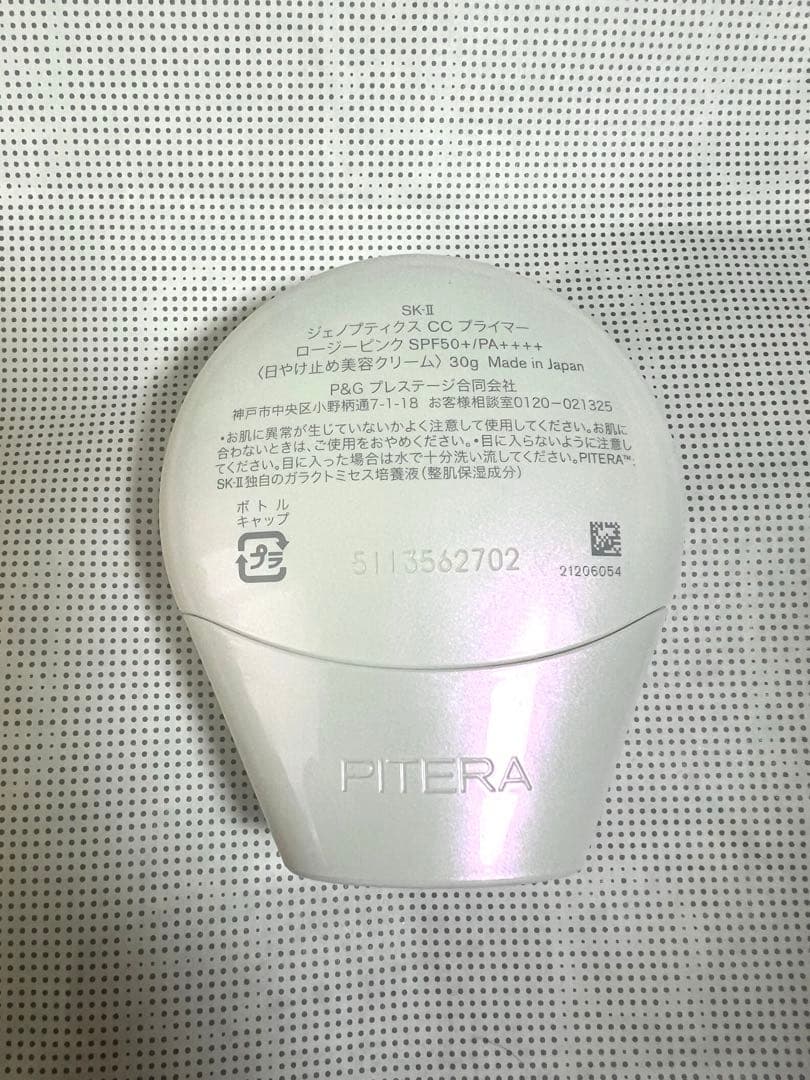 SK-II
ジェノプティクス CC プライマー
ロージーピンク SPF50+/PA++++
〈日やけ止め美容クリーム〉 30g Made in Japan
P&G プレステージ合同会社
神戸市中央区小野柄通7-1-18 お客様相談室0120-021325
・お肌に異常が生じていないかよく注意して使用してください。お肌に
合わないときは、ご使用をおやめください。・目に入らないように注意し
てください。目に入った場合は水で十分洗い流してください。PITERA™:
SK-II独自のガラクトミセス培養液(整肌保湿成分)
ボトル
キャップ
プラ
5113562702
21206054
PITERA